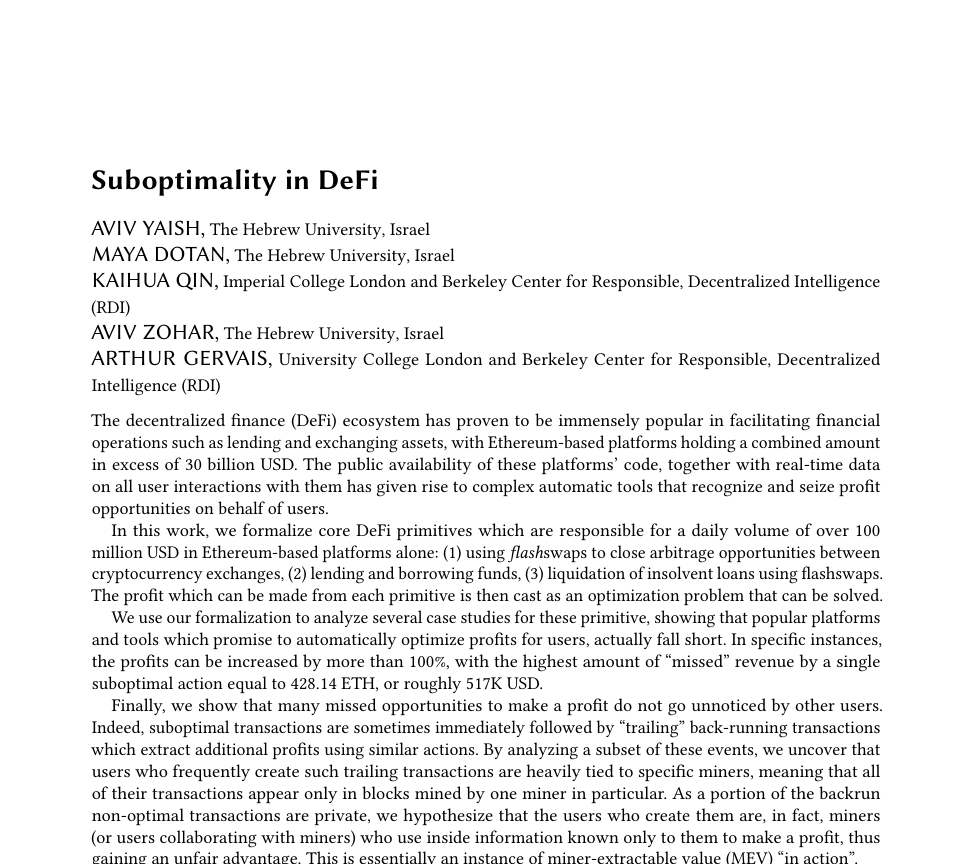 Suboptimality in DeFi
AVIV YAISH, The Hebrew University, Israel
MAYA DOTAN, The Hebrew University, Israel
KAIHUA QIN, Imperial College London and Berkeley Center for Responsible, Decentralized Intelligence
(RDI)
AVIV ZOHAR, The Hebrew University, Israel
ARTHUR GERVAIS, University College London and Berkeley Center for Responsible, Decentralized
Intelligence (RDI)
The decentralized finance (DeFi) ecosystem has proven to be immensely popular in facilitating financial
operations such as lending and exchanging assets, with Ethereum-based platforms holding a combined amount
in excess of 30 billion USD. The public availability of these platforms' code, together with real-time data
on all user interactions with them has given rise to complex automatic tools that recognize and seize profit
opportunities on behalf of users.
In this work, we formalize core DeFi primitives which are responsible for a daily volume of over 100
million USD in Ethereum-based platforms alone: (1) using flashswaps to close arbitrage opportunities between
cryptocurrency exchanges, (2) lending and borrowing funds, (3) liquidation of insolvent loans using flashswaps.
The profit which can be made from each primitive is then cast as an optimization problem that can be solved.
We use our formalization to analyze several case studies for these primitive, showing that popular platforms
and tools which promise to automatically optimize profits for users, actually fall short. In specific instances,
the profits can be increased by more than 100%, with the highest amount of “missed” revenue by a single
suboptimal action equal to 428.14 ETH, or roughly 517K USD.
Finally, we show that many missed opportunities to make a profit do not go unnoticed by other users.
Indeed, suboptimal transactions are sometimes immediately followed by “trailing” back-running transactions
which extract additional profits using similar actions. By analyzing a subset of these events, we uncover that
users who frequently create such trailing transactions are heavily tied to specific miners, meaning that all
of their transactions appear only in blocks mined by one miner in particular. As a portion of the backrun
non-optimal transactions are private, we hypothesize that the users who create them are, in fact, miners
(or users collaborating with miners) who use inside information known only to them to make a profit, thus
gaining an unfair advantage. This is essentially an instance of miner-extractable value (MEV) “in action”.